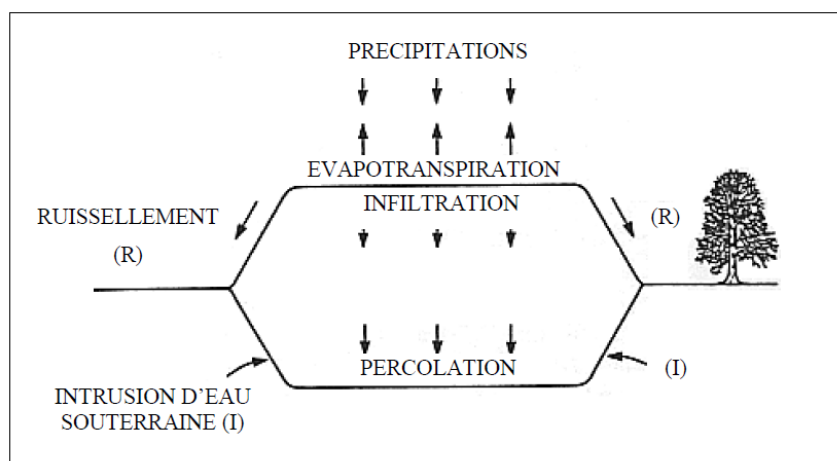 PRECIPITATIONS
EVAPOTRANSPIRATION
INFILTRATION
RUISSELLEMENT
(R)
(R)
PERCOLATION
(I)
INTRUSION D'EAU
SOUTERRAINE (I)